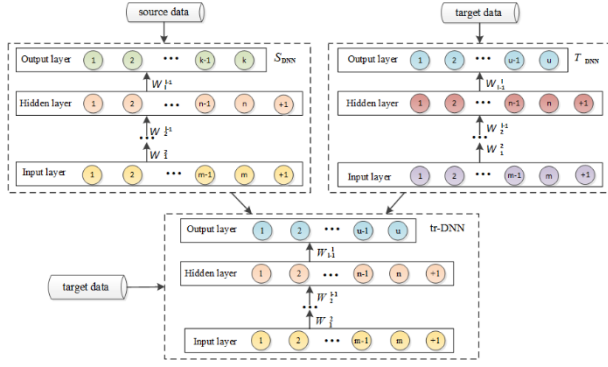 source data
target data
Output layer 1 2 ••• k-1 k S DNN
Hidden layer 1 2 ••• n-1 n +1
Input layer 1 2 ••• m-1 m +1
Output layer 1 2 ••• u-1 u T DNN
Hidden layer 1 2 ••• n-1 n +1
Input layer 1 2 ••• m-1 m +1
Output layer 1 2 ••• u-1 u tr-DNN
Hidden layer 1 2 ••• n-1 n +1
Input layer 1 2 ••• m-1 m +1
target data